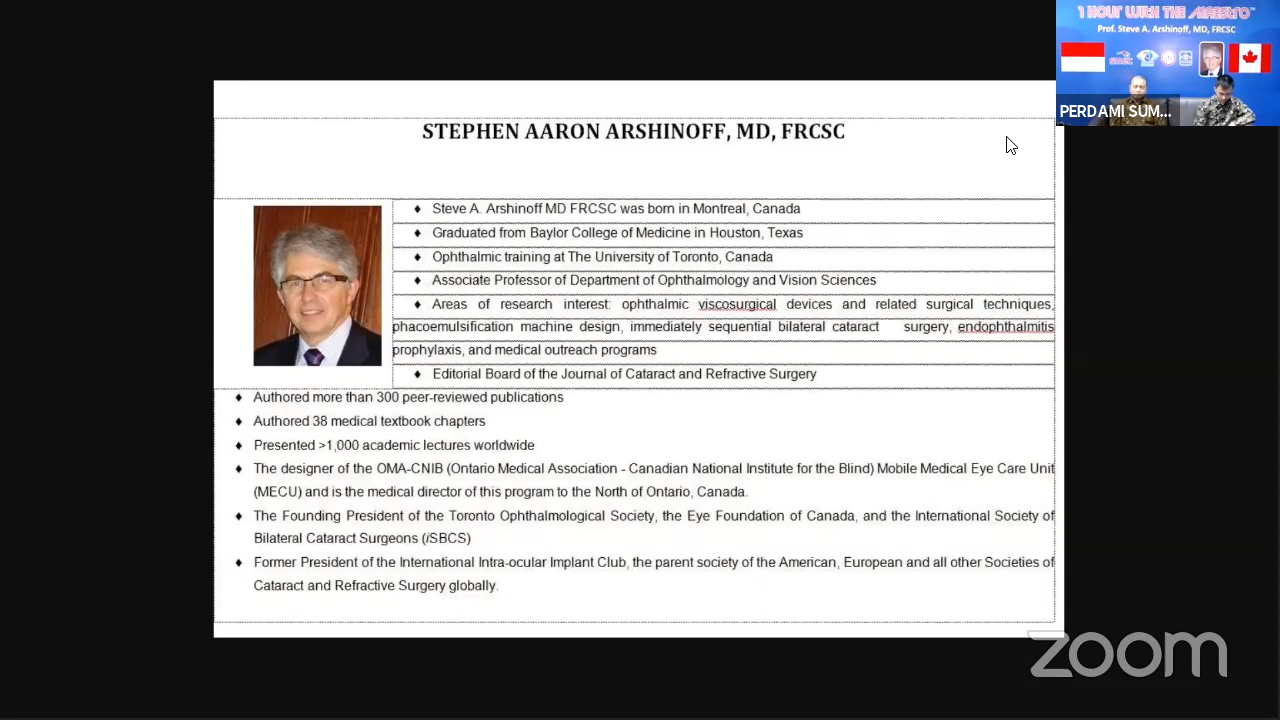 1 HOUR WITH THE MAESTRO™
Prof. Steve A. Arshinoff, MD, FRCSC
SMEC
PERDAMI SUM...
STEPHEN AARON ARSHINOFF, MD, FRCSC
♦ Steve A. Arshinoff MD FRCSC was born in Montreal, Canada
♦ Graduated from Baylor College of Medicine in Houston, Texas
♦ Ophthalmic training at The University of Toronto, Canada
♦ Associate Professor of Department of Ophthalmology and Vision Sciences
♦ Areas of research interest: ophthalmic viscosurgical devices and related surgical techniques,
phacoemulsification machine design, immediately sequential bilateral cataract surgery, endophthalmitis
prophylaxis, and medical outreach programs
♦ Editorial Board of the Journal of Cataract and Refractive Surgery
♦ Authored more than 300 peer-reviewed publications
♦ Authored 38 medical textbook chapters
♦ Presented >1,000 academic lectures worldwide
♦ The designer of the OMA-CNIB (Ontario Medical Association - Canadian National Institute for the Blind) Mobile Medical Eye Care Unit
(MECU) and is the medical director of this program to the North of Ontario, Canada.
♦ The Founding President of the Toronto Ophthalmological Society, the Eye Foundation of Canada, and the International Society of
Bilateral Cataract Surgeons (iSBCS)
♦ Former President of the International Intra-ocular Implant Club, the parent society of the American, European and all other Societies of
Cataract and Refractive Surgery globally.
zoom